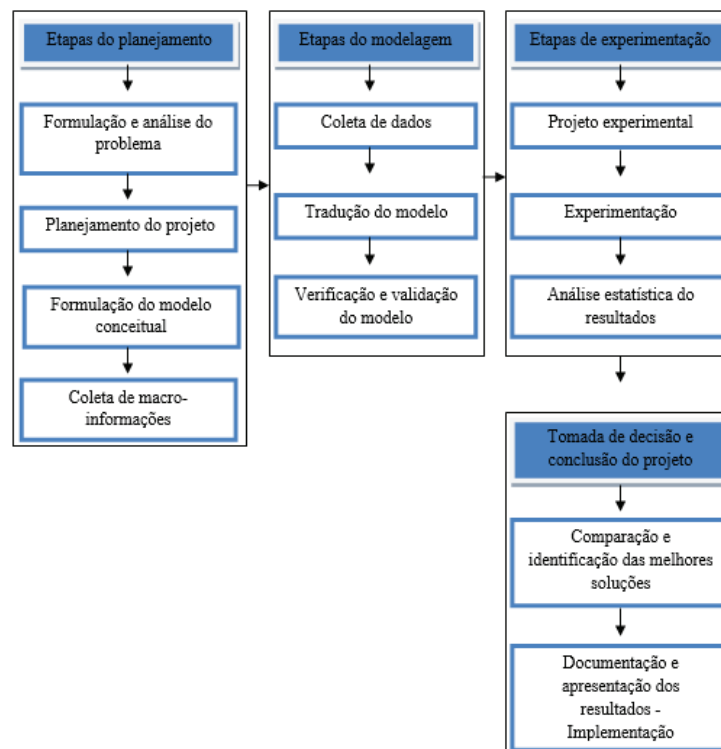 Etapas do planejamento
Formulação e análise do
problema
Planejamento do projeto
Formulação do modelo
conceitual
Coleta de macro-
informações
Etapas do modelagem
Coleta de dados
Tradução do modelo
Verificação e validação
do modelo
Etapas de experimentação
Projeto experimental
Experimentação
Análise estatística do
resultados
Tomada de decisão e
conclusão do projeto
Comparação e
identificação das melhores
soluções
Documentação e
apresentação dos
resultados -
Implementação